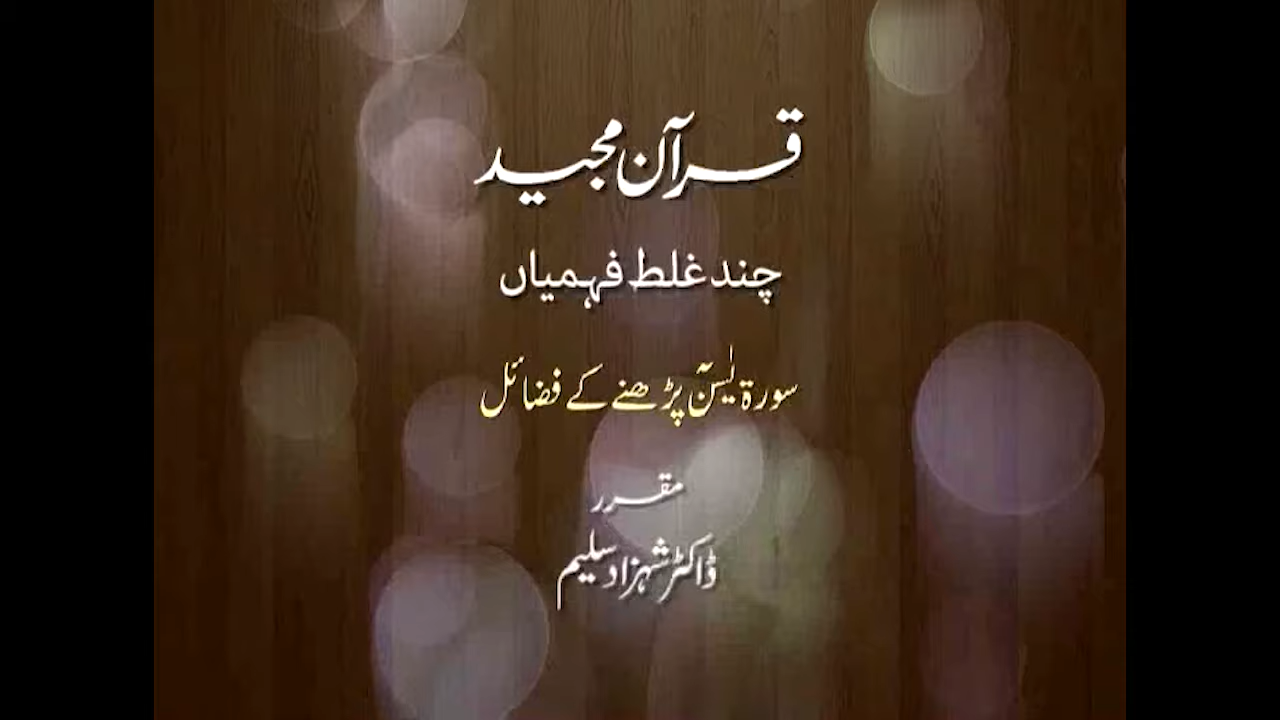 قرآن مجید
چند غلط فہمیاں
سورۃ یٰسٓ پڑھنے کے فضائل
مقرر
ڈاکٹر شہزاد سلیم